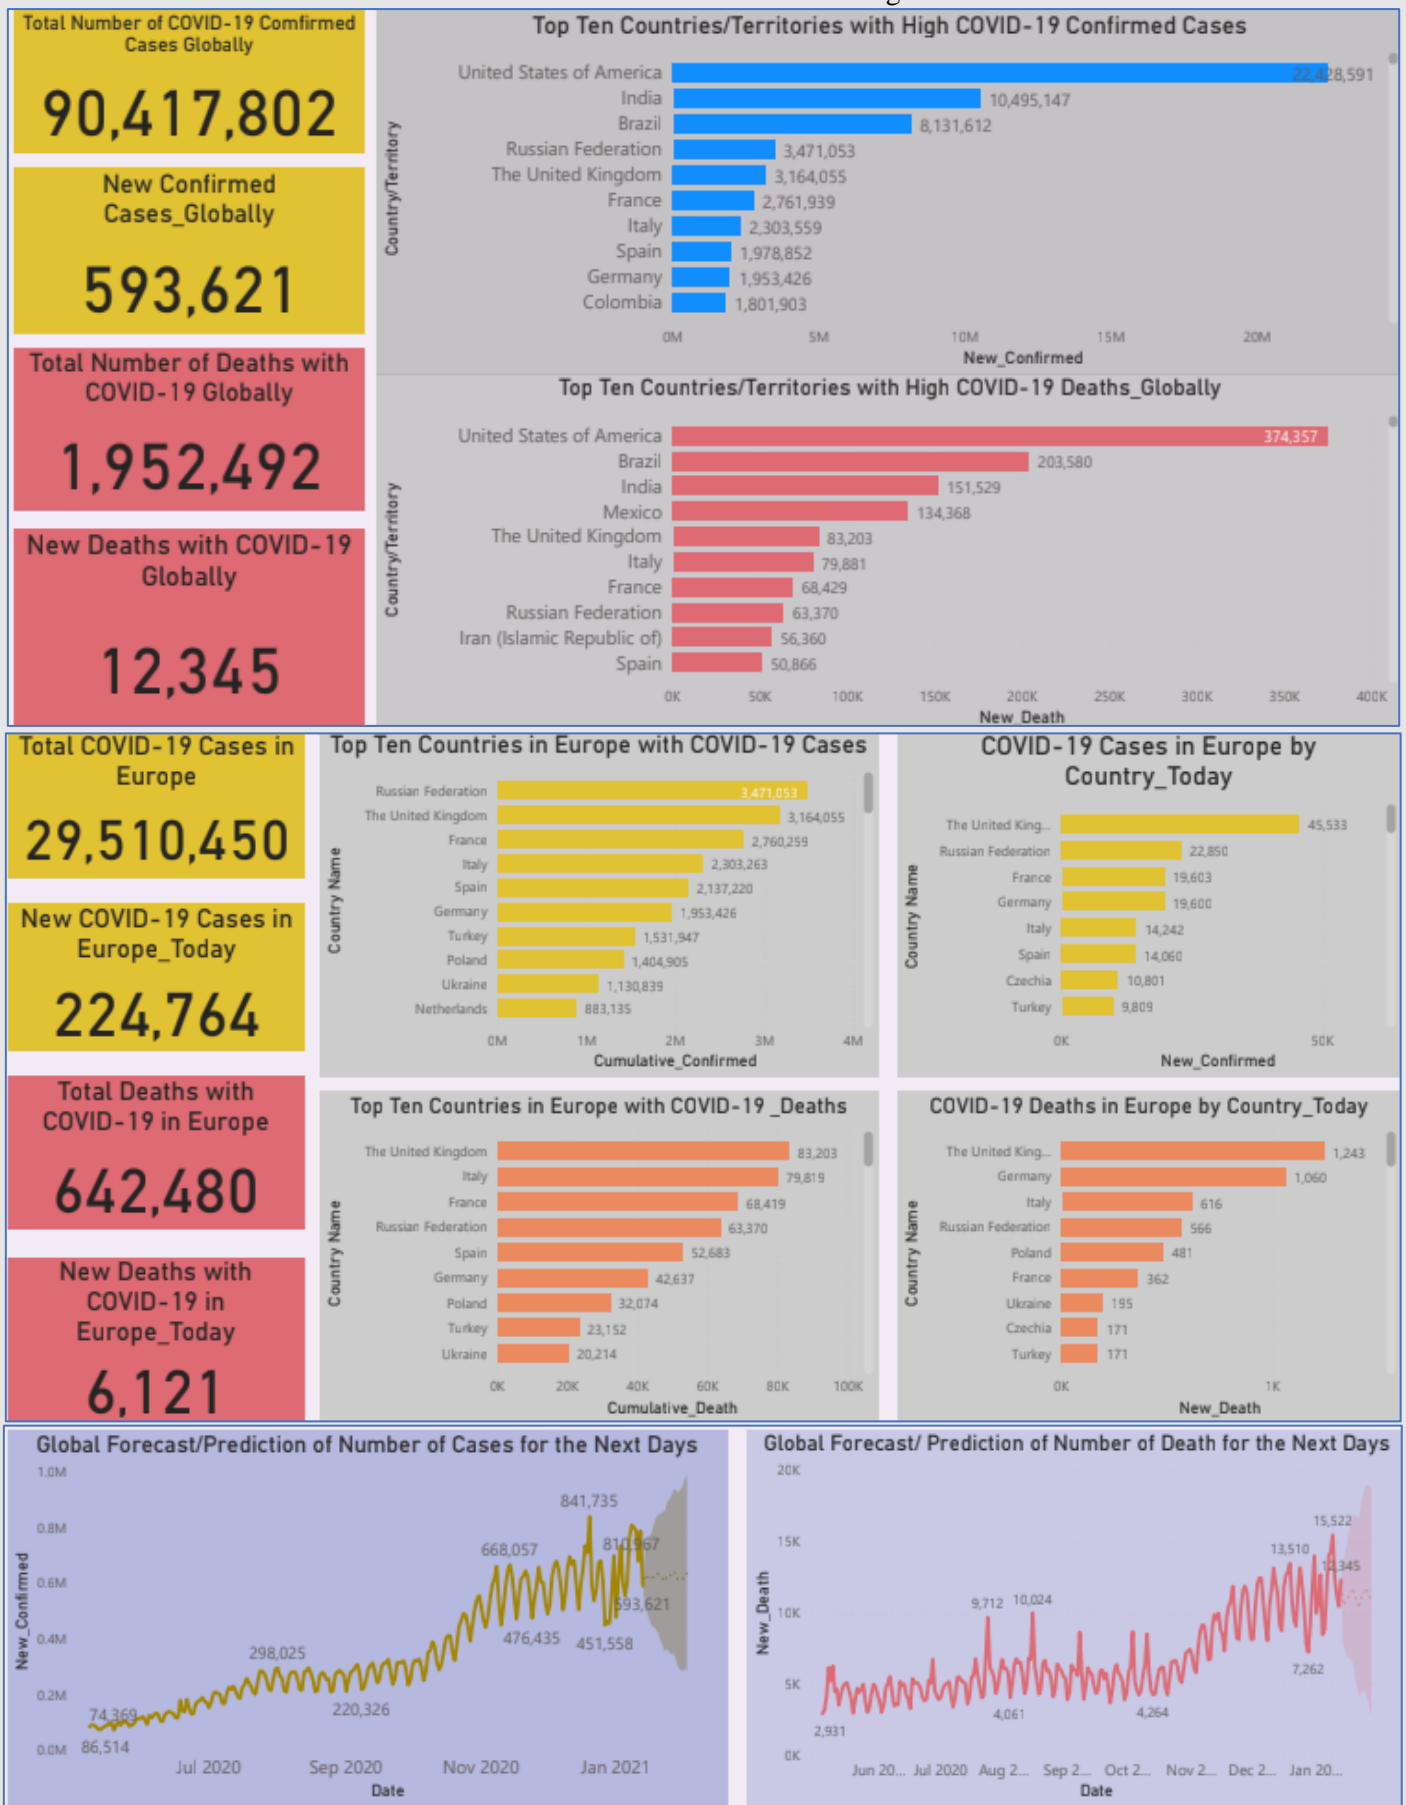 Total Number of COVID-19 Comfirmed
Cases Globally
90,417,802
New Confirmed
Cases_Globally
593,621
Total Number of Deaths with
COVID-19 Globally
1,952,492
New Deaths with COVID-19
Globally
12,345
Top Ten Countries/Territories with High COVID-19 Confirmed Cases
Country/Territory
United States of America 22,428,591
India 10,495,147
Brazil 8,131,612
Russian Federation 3,471,053
The United Kingdom 3,164,055
France 2,761,939
Italy 2,303,559
Spain 1,978,852
Germany 1,953,426
Colombia 1,801,903
0M 5M 10M 15M 20M
New_Confirmed
Top Ten Countries/Territories with High COVID-19 Deaths_Globally
Country/Territory
United States of America 374,357
Brazil 203,580
India 151,529
Mexico 134,368
The United Kingdom 83,203
Italy 79,881
France 68,429
Russian Federation 63,370
Iran (Islamic Republic of) 56,360
Spain 50,866
0K 50K 100K 150K 200K 250K 300K 350K 400K
New_Death
Total COVID-19 Cases in
Europe
29,510,450
New COVID-19 Cases in
Europe_Today
224,764
Total Deaths with
COVID-19 in Europe
642,480
New Deaths with
COVID-19 in
Europe_Today
6,121
Top Ten Countries in Europe with COVID-19 Cases
Country Name
Russian Federation 3,471,053
The United Kingdom 3,164,055
France 2,760,259
Italy 2,303,263
Spain 2,137,220
Germany 1,953,426
Turkey 1,531,947
Poland 1,404,905
Ukraine 1,130,839
Netherlands 883,135
0M 1M 2M 3M 4M
Cumulative_Confirmed
COVID-19 Cases in Europe by
Country_Today
Country Name
The United King... 45,533
Russian Federation 22,850
France 19,603
Germany 19,600
Italy 14,242
Spain 14,060
Czechia 10,801
Turkey 9,809
0K 50K
New_Confirmed
Top Ten Countries in Europe with COVID-19 _Deaths
Country Name
The United Kingdom 83,203
Italy 79,819
France 68,419
Russian Federation 63,370
Spain 52,683
Germany 42,637
Poland 32,074
Turkey 23,152
Ukraine 20,214
0K 20K 40K 60K 80K 100K
Cumulative_Death
COVID-19 Deaths in Europe by Country_Today
Country Name
The United King... 1,243
Germany 1,060
Italy 616
Russian Federation 566
Poland 481
France 362
Ukraine 195
Czechia 171
Turkey 171
0K 1K
New_Death
Global Forecast/Prediction of Number of Cases for the Next Days
New_Confirmed
1.0M
0.8M
0.6M
0.4M
0.2M
0.0M
841,735
668,057
810,967
593,621
476,435
451,558
298,025
220,326
74,369
86,514
Jul 2020 Sep 2020 Nov 2020 Jan 2021
Date
Global Forecast/ Prediction of Number of Death for the Next Days
New_Death
20K
15K
10K
5K
0K
15,522
13,510
12,345
9,712
10,024
7,262
4,061
4,264
2,931
Jun 20... Jul 2020 Aug 2... Sep 2... Oct 2... Nov 2... Dec 2... Jan 20...
Date